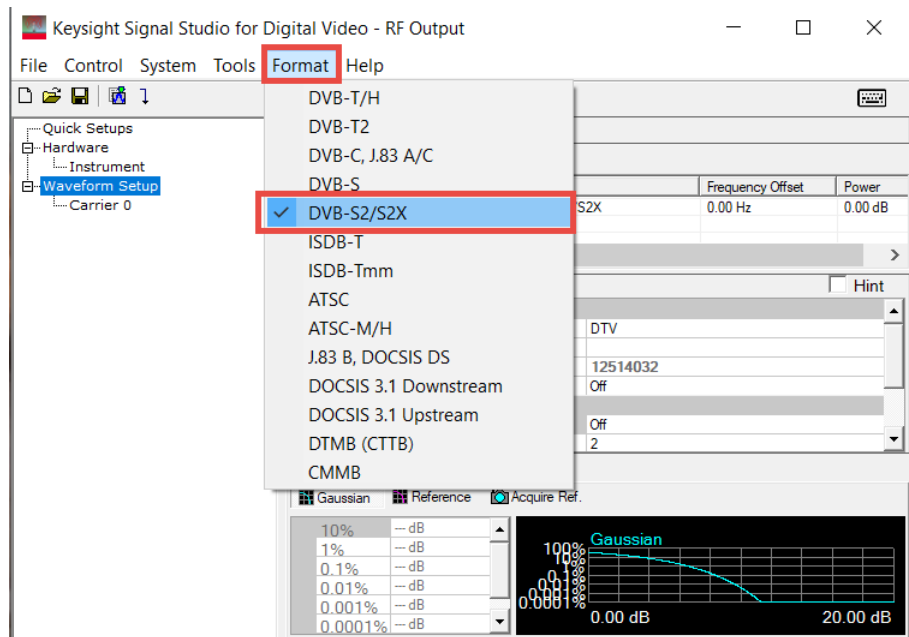 Keysight Signal Studio for Digital Video - RF Output
File Control System Tools Format Help
Quick Setups
Hardware
Instrument
Waveform Setup
Carrier 0
DVB-T/H
DVB-T2
DVB-C, J.83 A/C
DVB-S
DVB-S2/S2X
ISDB-T
ISDB-Tmm
ATSC
ATSC-M/H
J.83 B, DOCSIS DS
DOCSIS 3.1 Downstream
DOCSIS 3.1 Upstream
DTMB (CTTB)
CMMB
Frequency Offset Power
/S2X 0.00 Hz 0.00 dB
Hint
DTV
12514032
Off
Off
2
Gaussian Reference Acquire Ref.
10% --- dB
1% --- dB
0.1% --- dB
0.01% --- dB
0.001% --- dB
0.0001% --- dB
Gaussian
100%
0.0001%
0.00 dB 20.00 dB